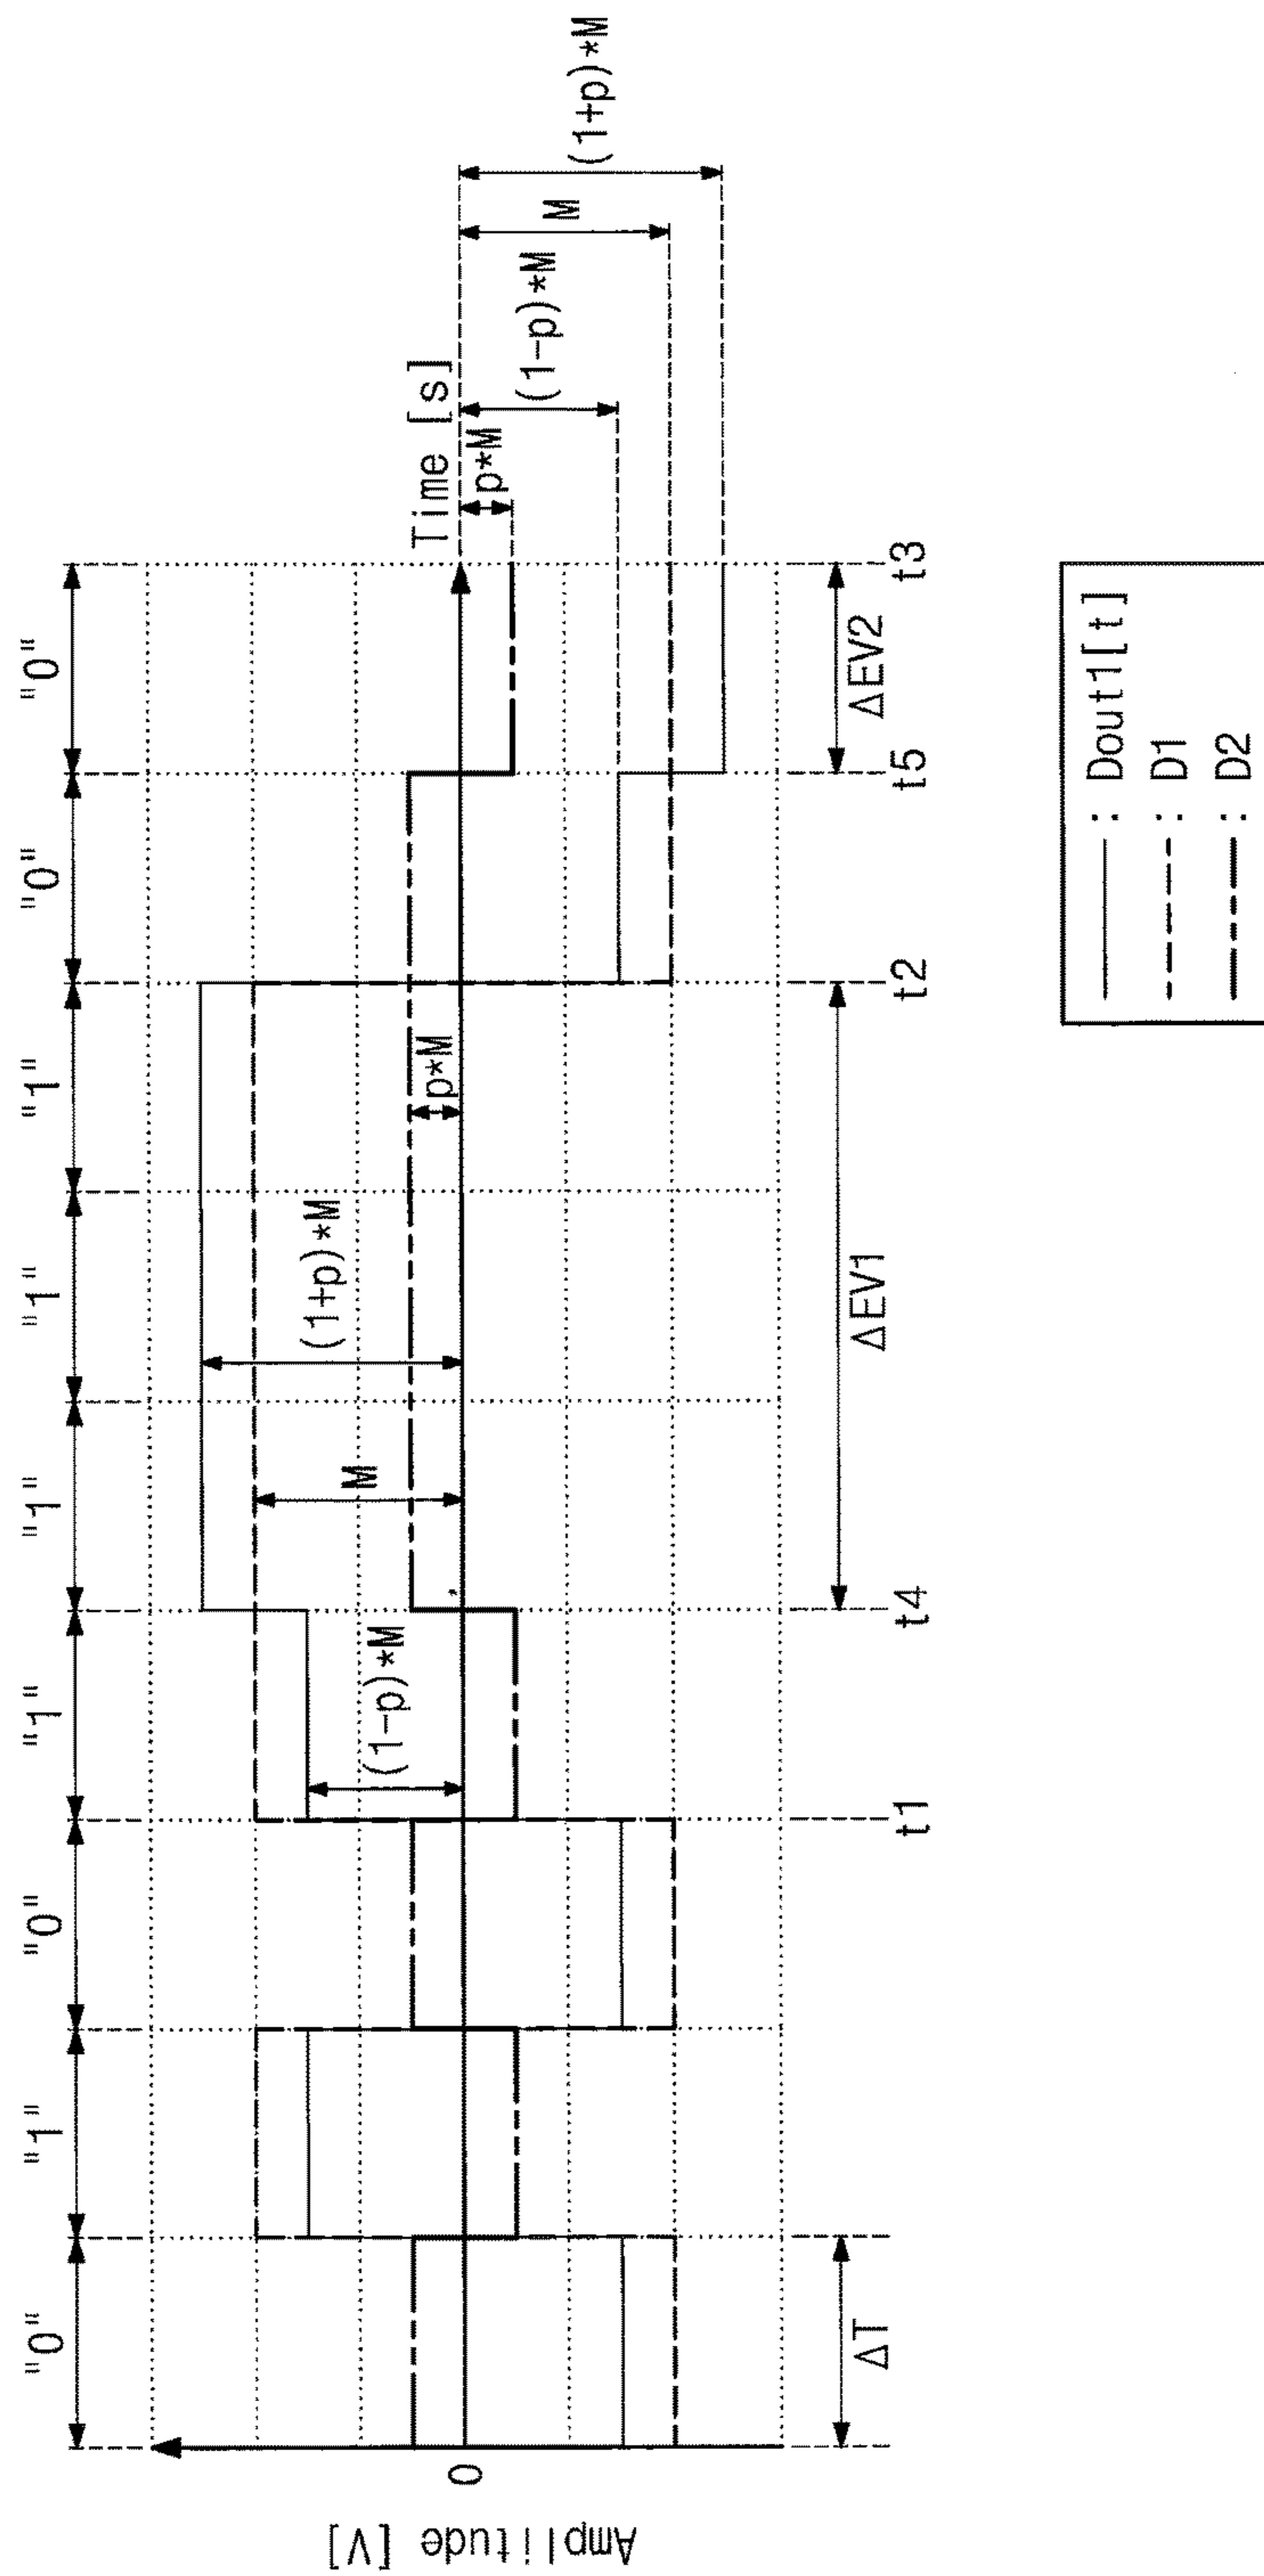 "0" "1" "0" "1" "1" "1" "1" "0" "0"
Amplitude [V]
0
Time [s]
(1-p)*M
M
(1+p)*M
p*M
p*M
(1-p)*M
M
(1+p)*M
ΔT
ΔEV1
ΔEV2
t1 t4 t2 t5 t3
: Dout1[t]
: D1
: D2